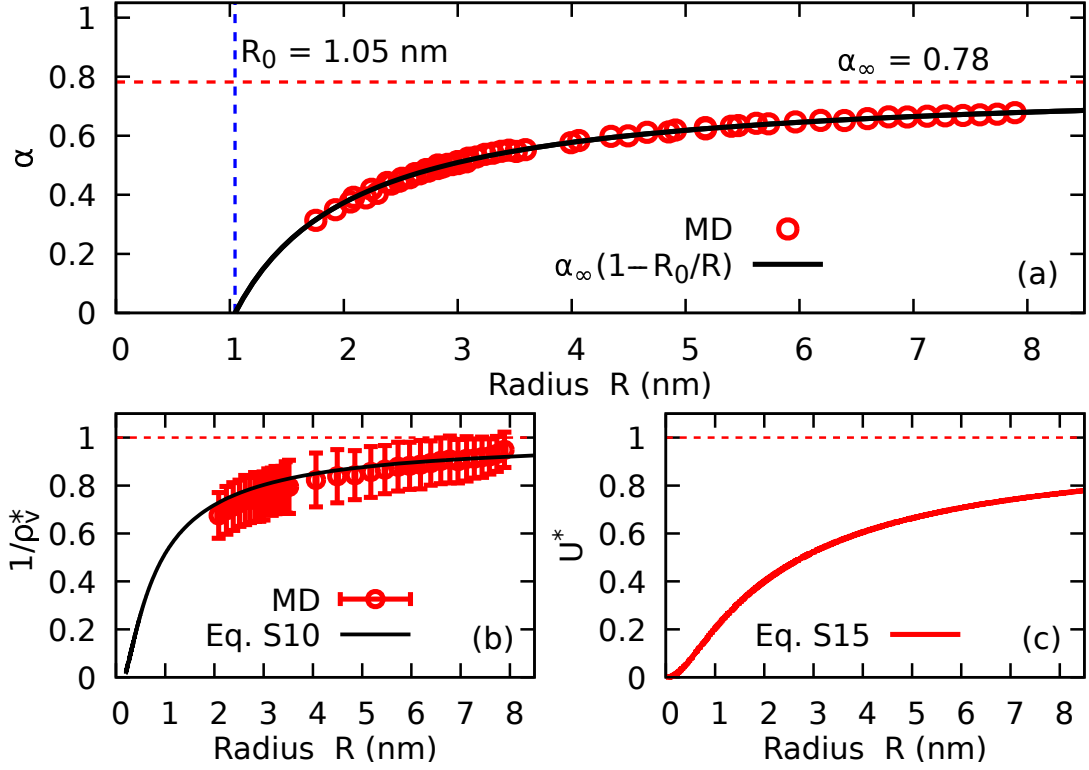 R₀ = 1.05 nm
α∞ = 0.78
1
0.8
0.6
0.4
0.2
0
α
MD
α∞(1−R₀/R)
(a)
0 1 2 3 4 5 6 7 8
Radius R (nm)
1
0.8
0.6
0.4
0.2
0
1/ρᵥ*
MD
Eq. S10
(b)
0 1 2 3 4 5 6 7 8
Radius R (nm)
1
0.8
0.6
0.4
0.2
0
U*
Eq. S15
(c)
0 1 2 3 4 5 6 7 8
Radius R (nm)